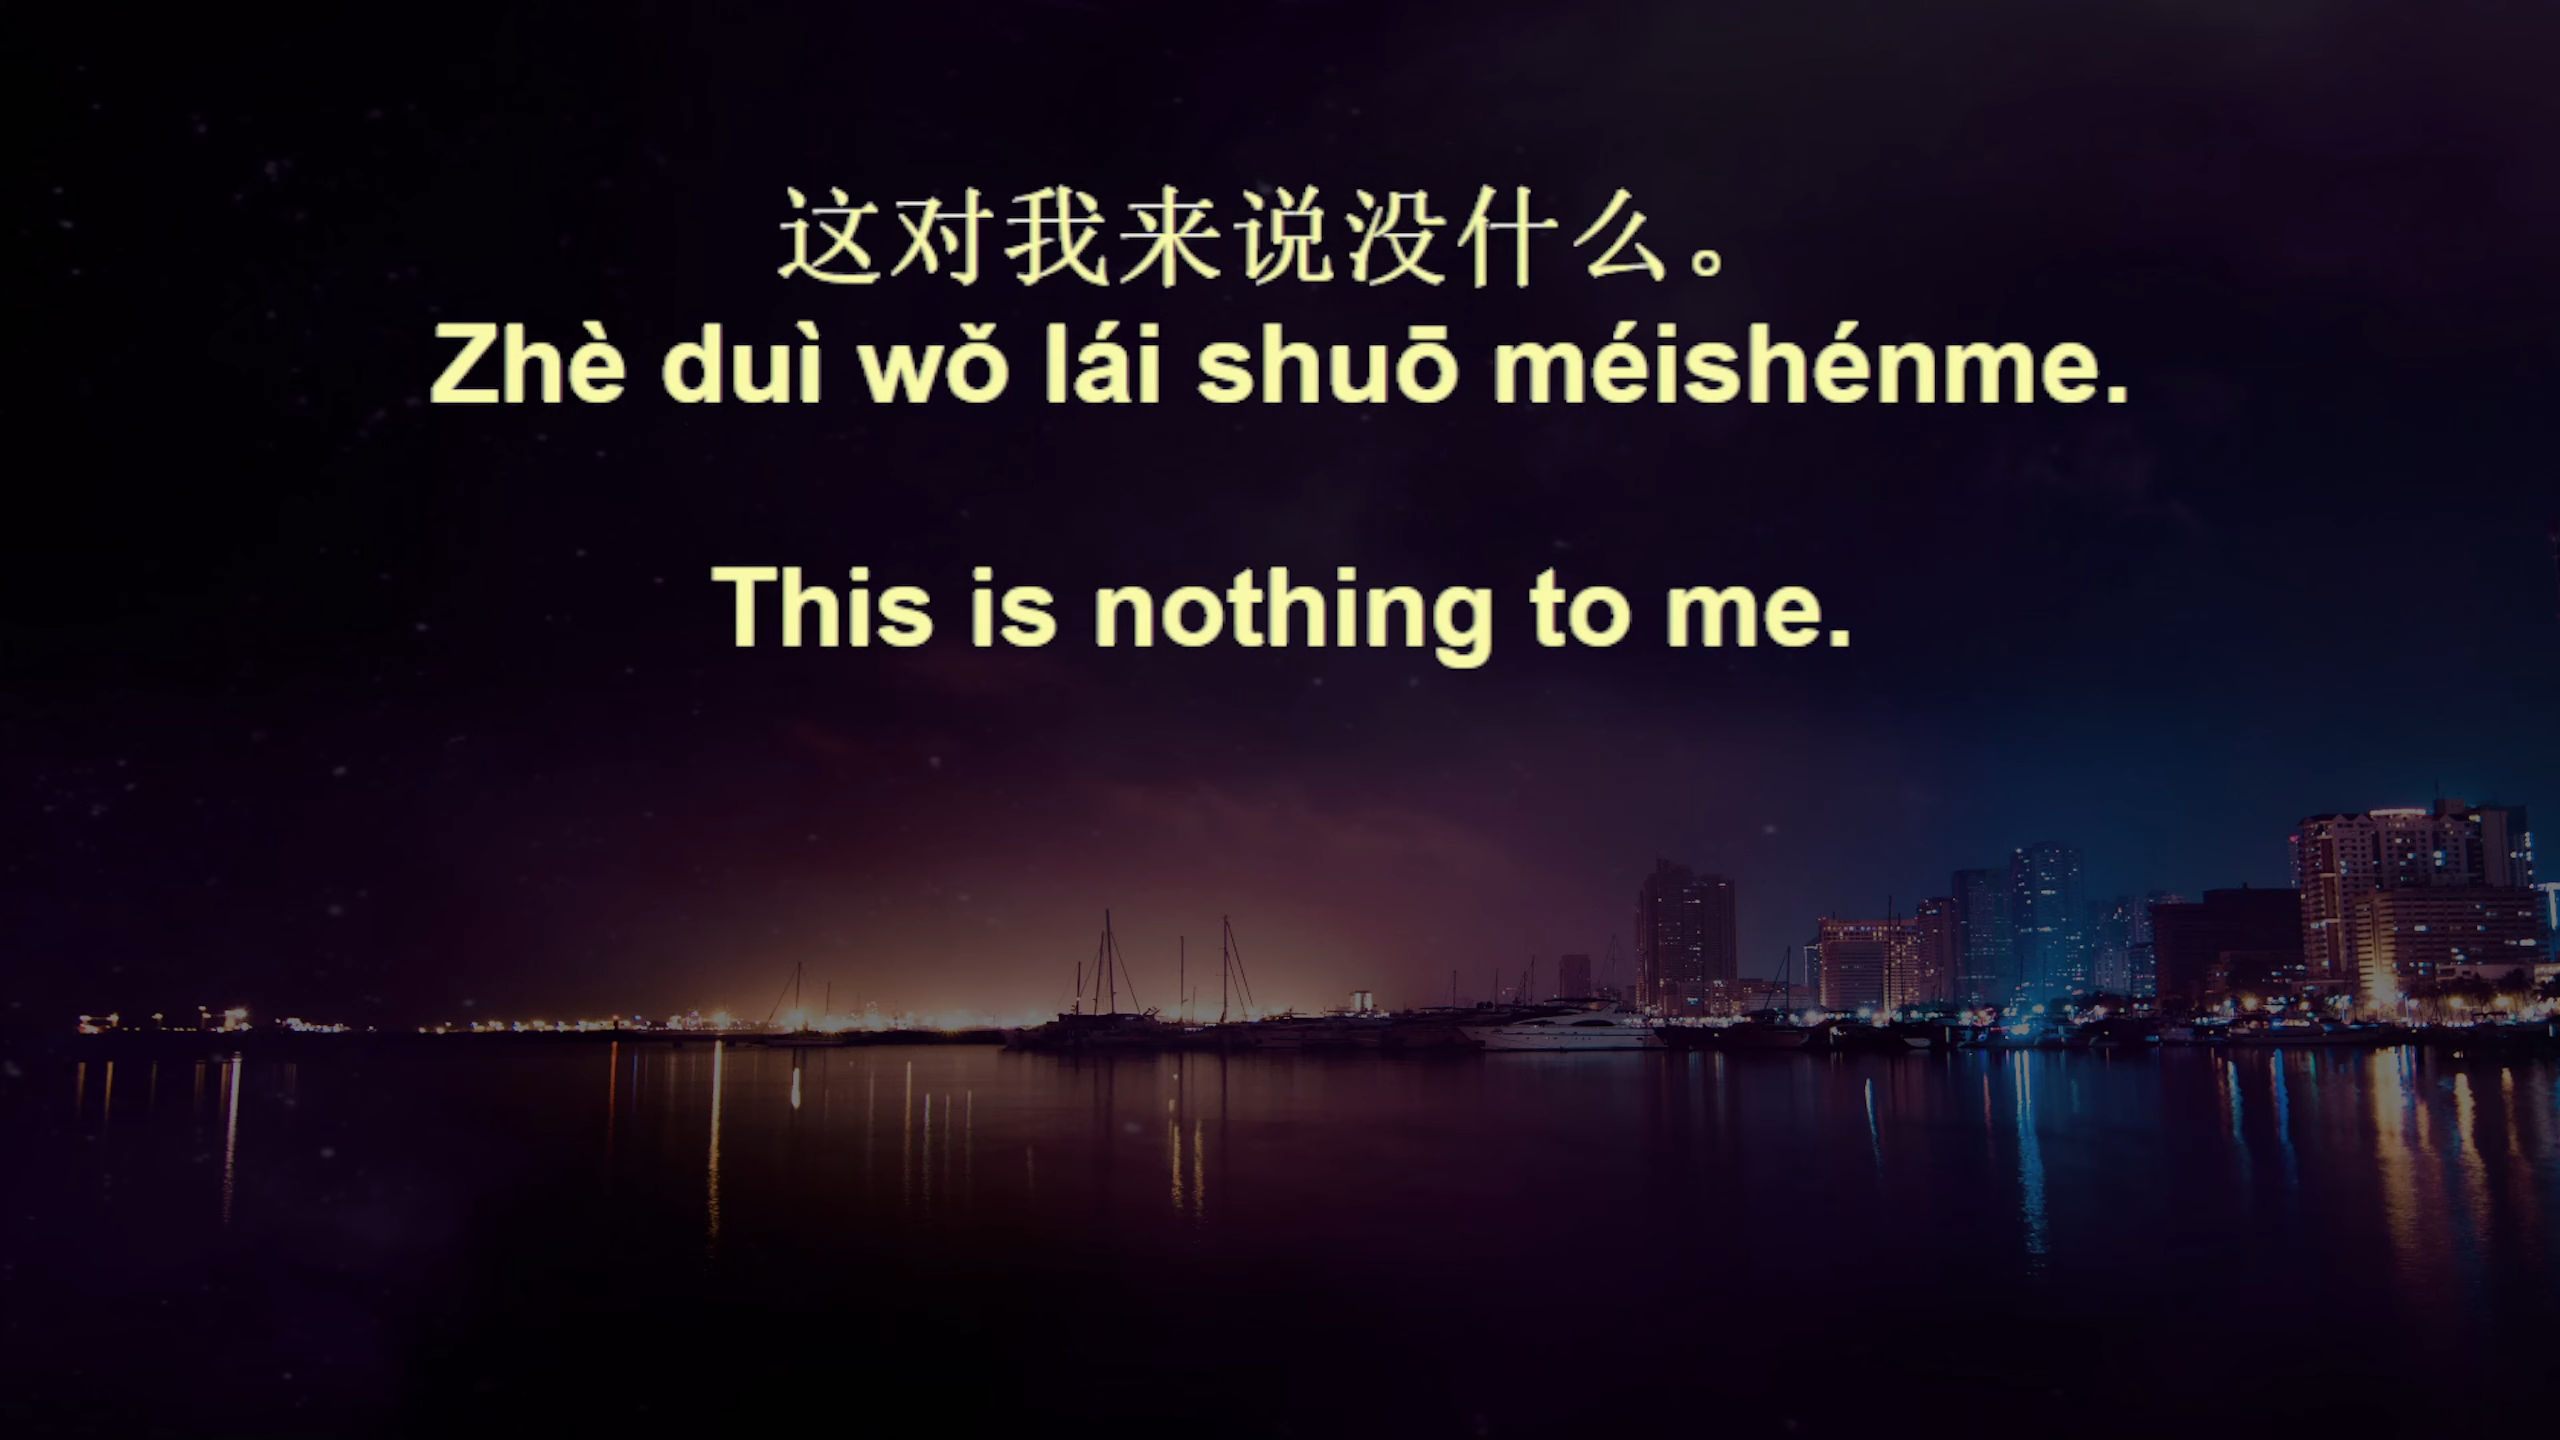 这对我来说没什么。
Zhè duì wǒ lái shuō méishénme.
This is nothing to me.